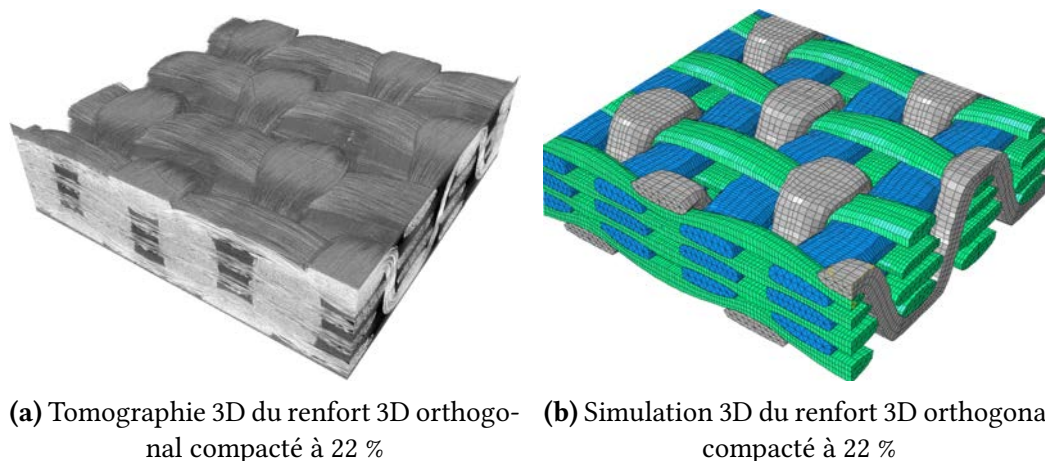 (a) Tomographie 3D du renfort 3D orthogo-
nal compacté à 22 %
(b) Simulation 3D du renfort 3D orthogona
compacté à 22 %